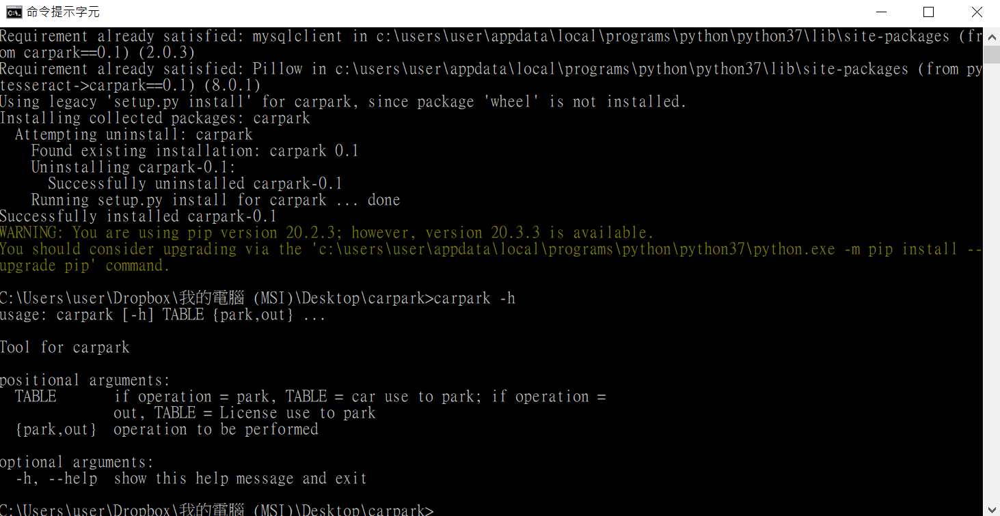 命令提示字元
Requirement already satisfied: mysqlclient in c:\users\user\appdata\local\programs\python\python37\lib\site-packages (fr
om carpark==0.1) (2.0.3)
Requirement already satisfied: Pillow in c:\users\user\appdata\local\programs\python\python37\lib\site-packages (from py
tesseract->carpark==0.1) (8.0.1)
Using legacy 'setup.py install' for carpark, since package 'wheel' is not installed.
Installing collected packages: carpark
  Attempting uninstall: carpark
    Found existing installation: carpark 0.1
    Uninstalling carpark-0.1:
      Successfully uninstalled carpark-0.1
    Running setup.py install for carpark ... done
Successfully installed carpark-0.1
WARNING: You are using pip version 20.2.3; however, version 20.3.3 is available.
You should consider upgrading via the 'c:\users\user\appdata\local\programs\python\python37\python.exe -m pip install --
upgrade pip' command.
C:\Users\user\Dropbox\我的電腦 (MSI)\Desktop\carpark>carpark -h
usage: carpark [-h] TABLE {park,out} ...
Tool for carpark
positional arguments:
  TABLE       if operation = park, TABLE = car use to park; if operation =
              out, TABLE = License use to park
  {park,out}  operation to be performed
optional arguments:
  -h, --help  show this help message and exit
C:\Users\user\Dropbox\我的電腦 (MSI)\Desktop\carpark>